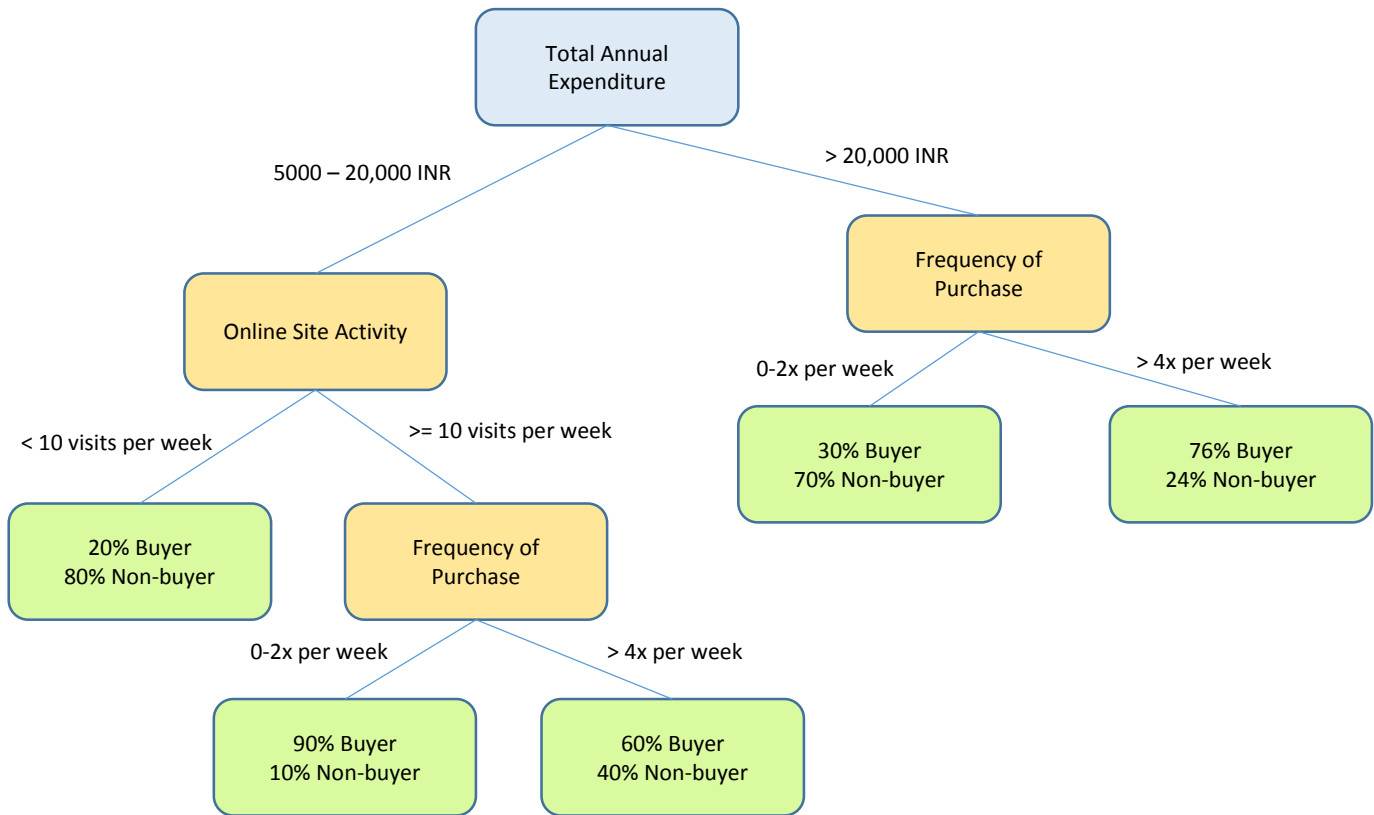 Total Annual
Expenditure
5000 – 20,000 INR
> 20,000 INR
Frequency of
Purchase
Online Site Activity
0-2x per week
> 4x per week
< 10 visits per week
>= 10 visits per week
30% Buyer
70% Non-buyer
76% Buyer
24% Non-buyer
20% Buyer
80% Non-buyer
Frequency of
Purchase
0-2x per week
> 4x per week
90% Buyer
10% Non-buyer
60% Buyer
40% Non-buyer